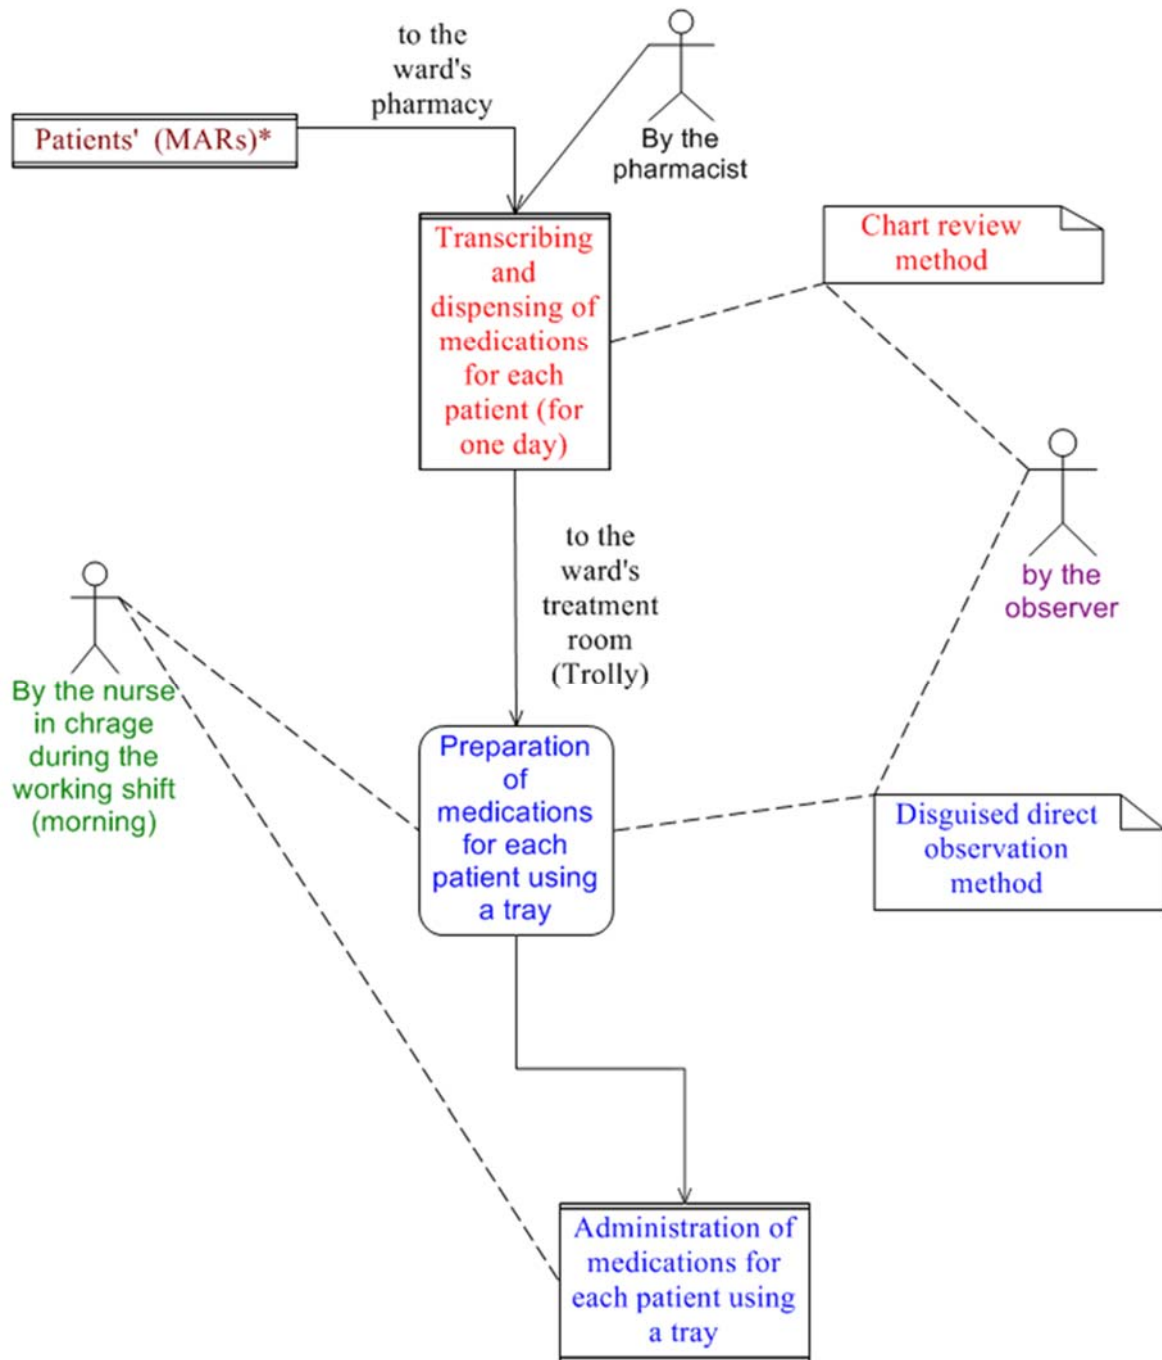 to the
ward's
pharmacy
Patients' (MARs)*
By the
pharmacist
Transcribing
and
dispensing of
medications
for each
patient (for
one day)
Chart review
method
to the
ward's
treatment
room
(Trolly)
by the
observer
By the nurse
in chrage
during the
working shift
(morning)
Preparation
of
medications
for each
patient using
a tray
Disguised direct
observation
method
Administration of
medications for
each patient using
a tray